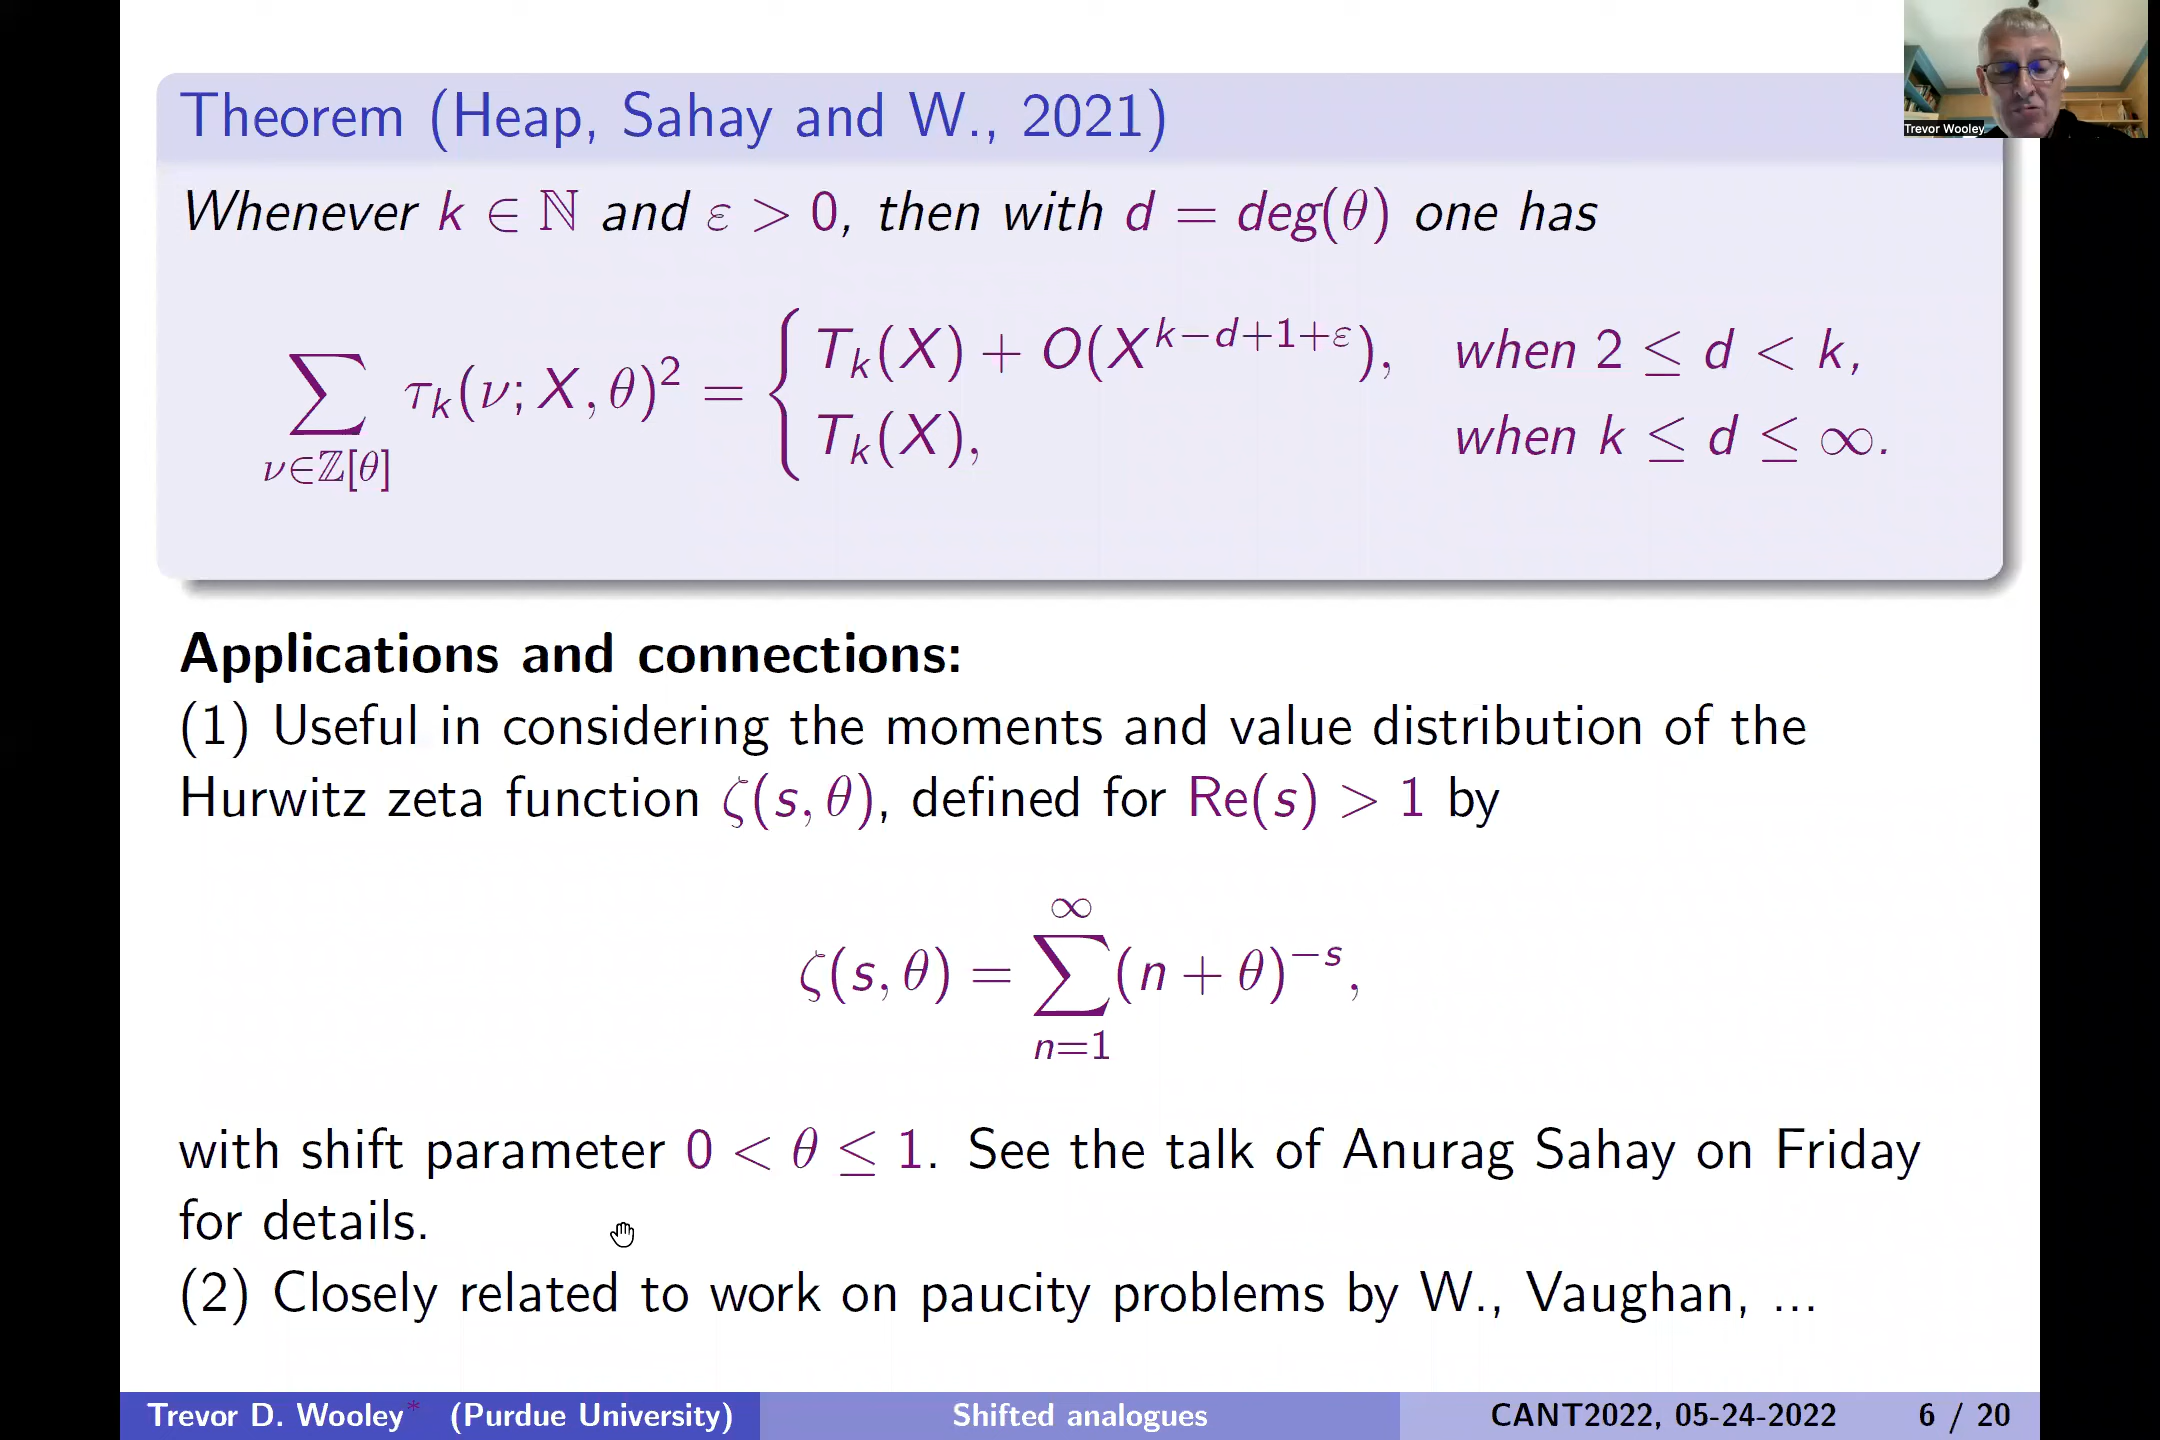 Theorem (Heap, Sahay and W., 2021)
Trevor Wooley
Whenever k ∈ ℕ and ε > 0, then with d = deg(θ) one has
∑_{ν∈ℤ[θ]} τ_k(ν; X, θ)² = { T_k(X) + O(X^{k−d+1+ε}), when 2 ≤ d < k,
T_k(X), when k ≤ d ≤ ∞.
Applications and connections:
(1) Useful in considering the moments and value distribution of the
Hurwitz zeta function ζ(s, θ), defined for Re(s) > 1 by
ζ(s, θ) = ∑_{n=1}^{∞} (n + θ)^{−s},
with shift parameter 0 < θ ≤ 1. See the talk of Anurag Sahay on Friday
for details.
(2) Closely related to work on paucity problems by W., Vaughan, ...
Trevor D. Wooley* (Purdue University) Shifted analogues CANT2022, 05-24-2022 6 / 20